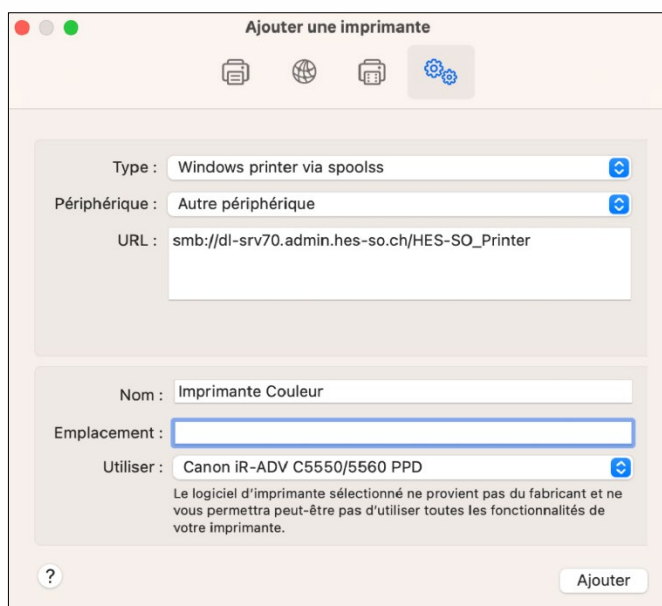 Ajouter une imprimante
Type : Windows printer via spoolss
Périphérique : Autre périphérique
URL : smb://dl-srv70.admin.hes-so.ch/HES-SO_Printer
Nom : Imprimante Couleur
Emplacement :
Utiliser : Canon iR-ADV C5550/5560 PPD
Le logiciel d’imprimante sélectionné ne provient pas du fabricant et ne
vous permettra peut-être pas d’utiliser toutes les fonctionnalités de
votre imprimante.
? Ajouter